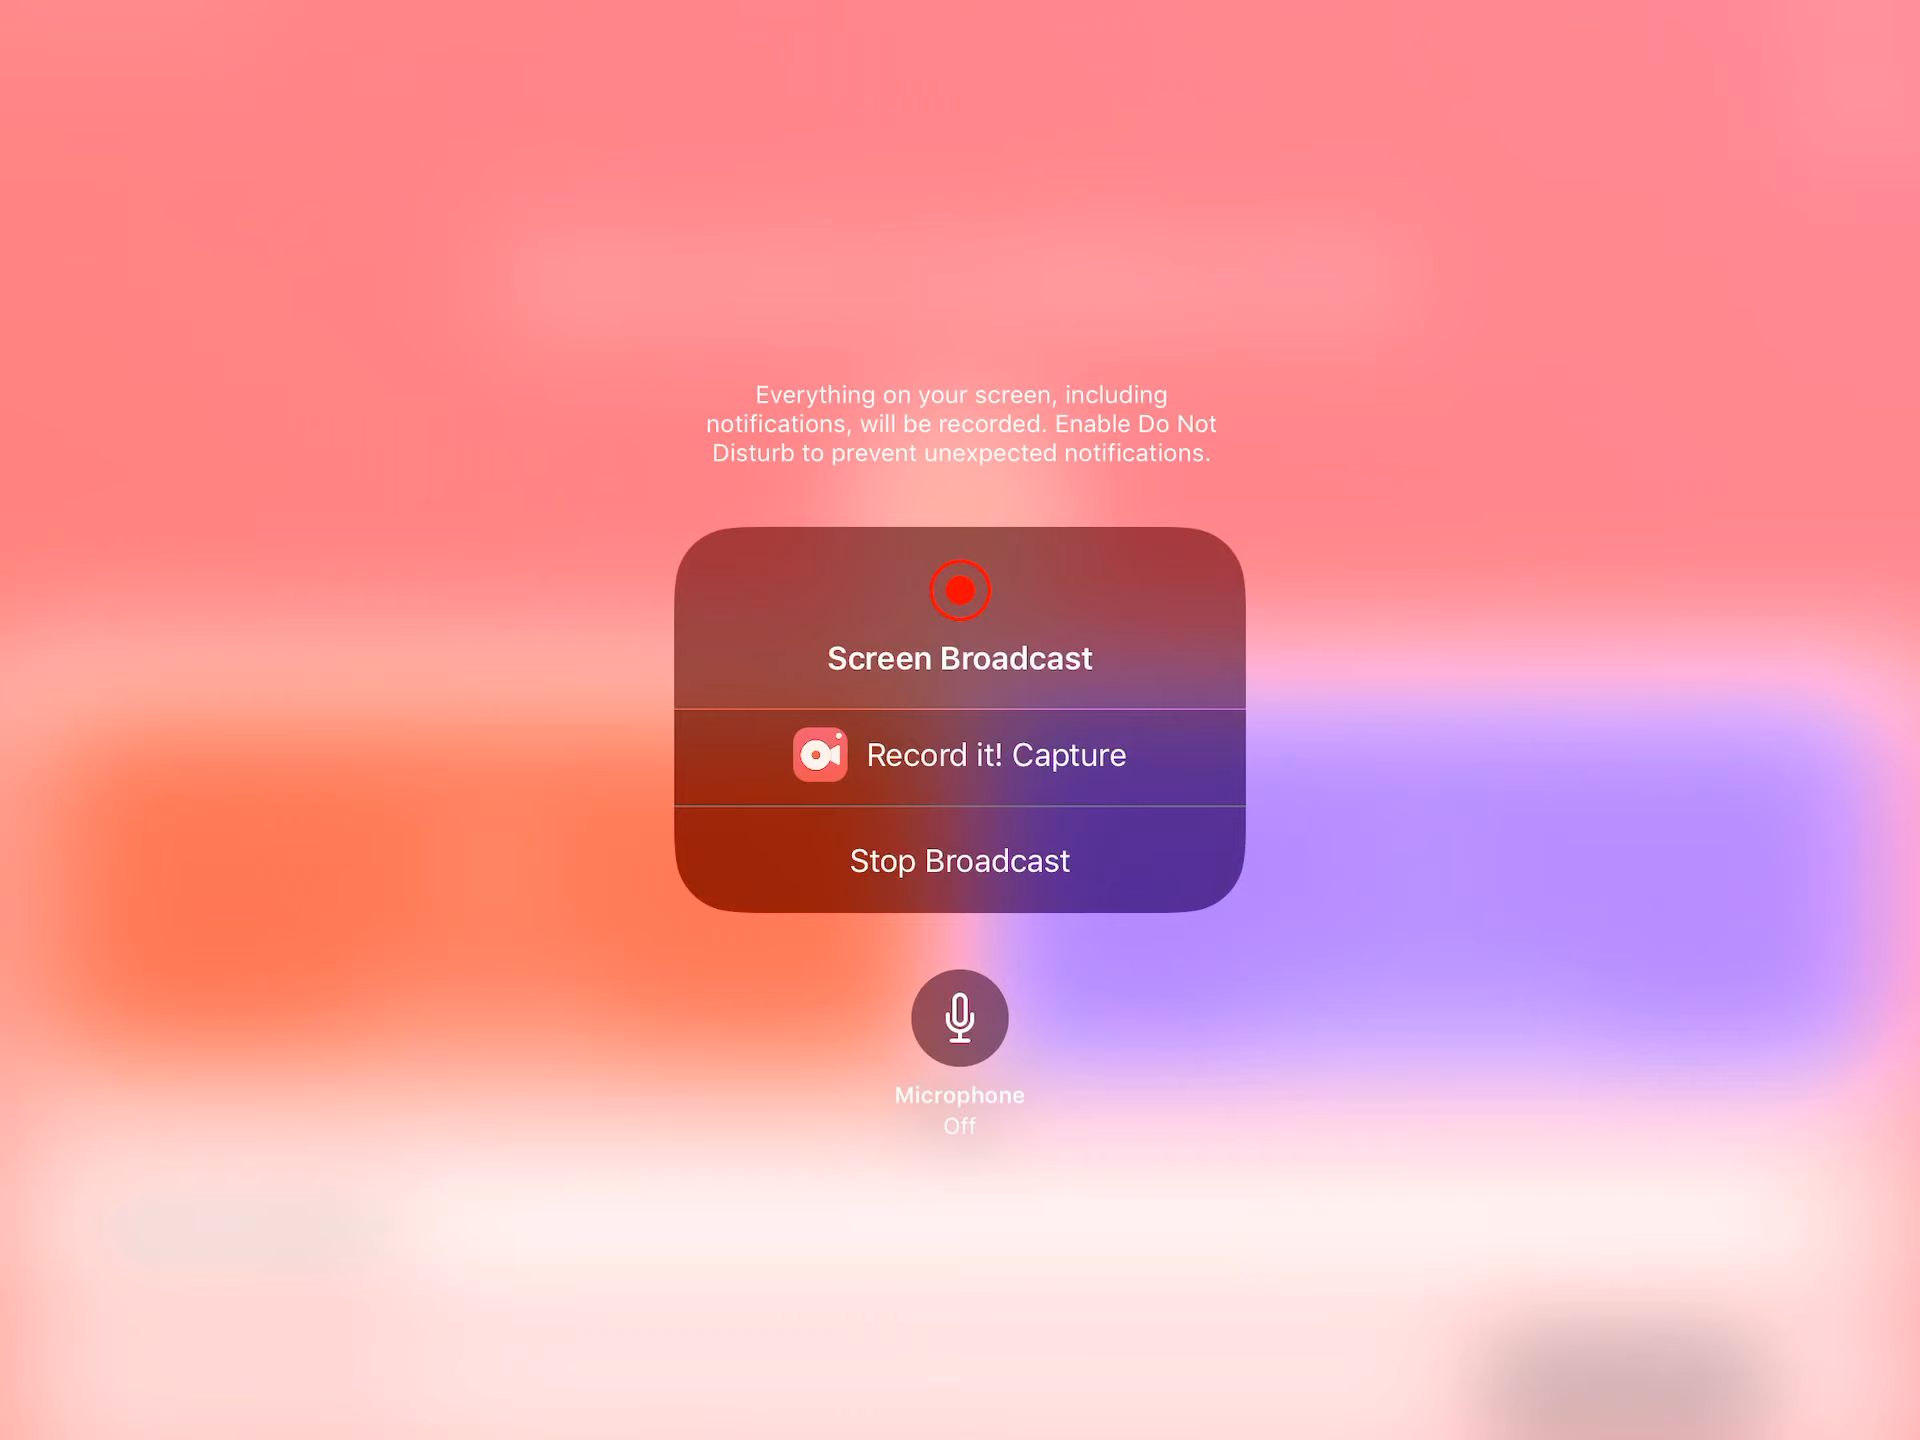 Everything on your screen, including
notifications, will be recorded. Enable Do Not
Disturb to prevent unexpected notifications.
Screen Broadcast
Record it! Capture
Stop Broadcast
Microphone
Off